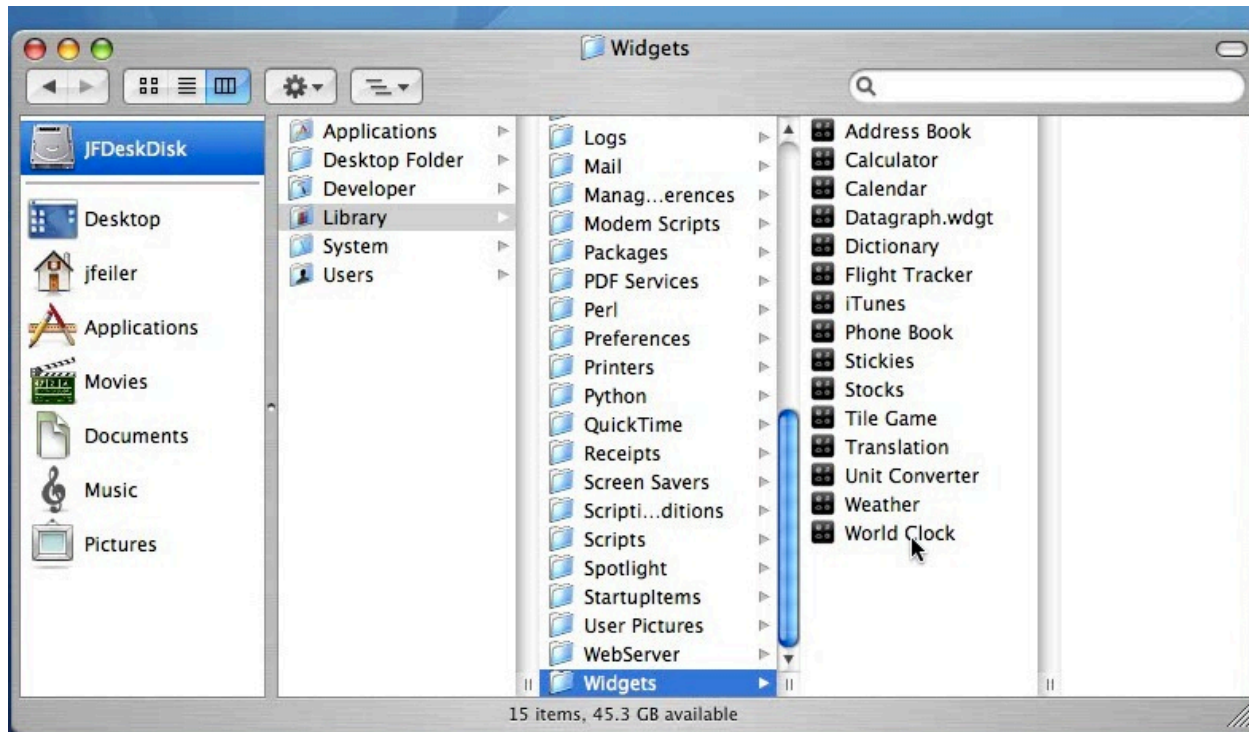 Widgets
JFDeskDisk
Desktop
jfeiler
Applications
Movies
Documents
Music
Pictures
Applications
Desktop Folder
Developer
Library
System
Users
Logs
Mail
Manag...erences
Modem Scripts
Packages
PDF Services
Perl
Preferences
Printers
Python
QuickTime
Receipts
Screen Savers
Scripti...ditions
Scripts
Spotlight
StartupItems
User Pictures
WebServer
Widgets
Address Book
Calculator
Calendar
Datagraph.wdgt
Dictionary
Flight Tracker
iTunes
Phone Book
Stickies
Stocks
Tile Game
Translation
Unit Converter
Weather
World Clock
15 items, 45.3 GB available